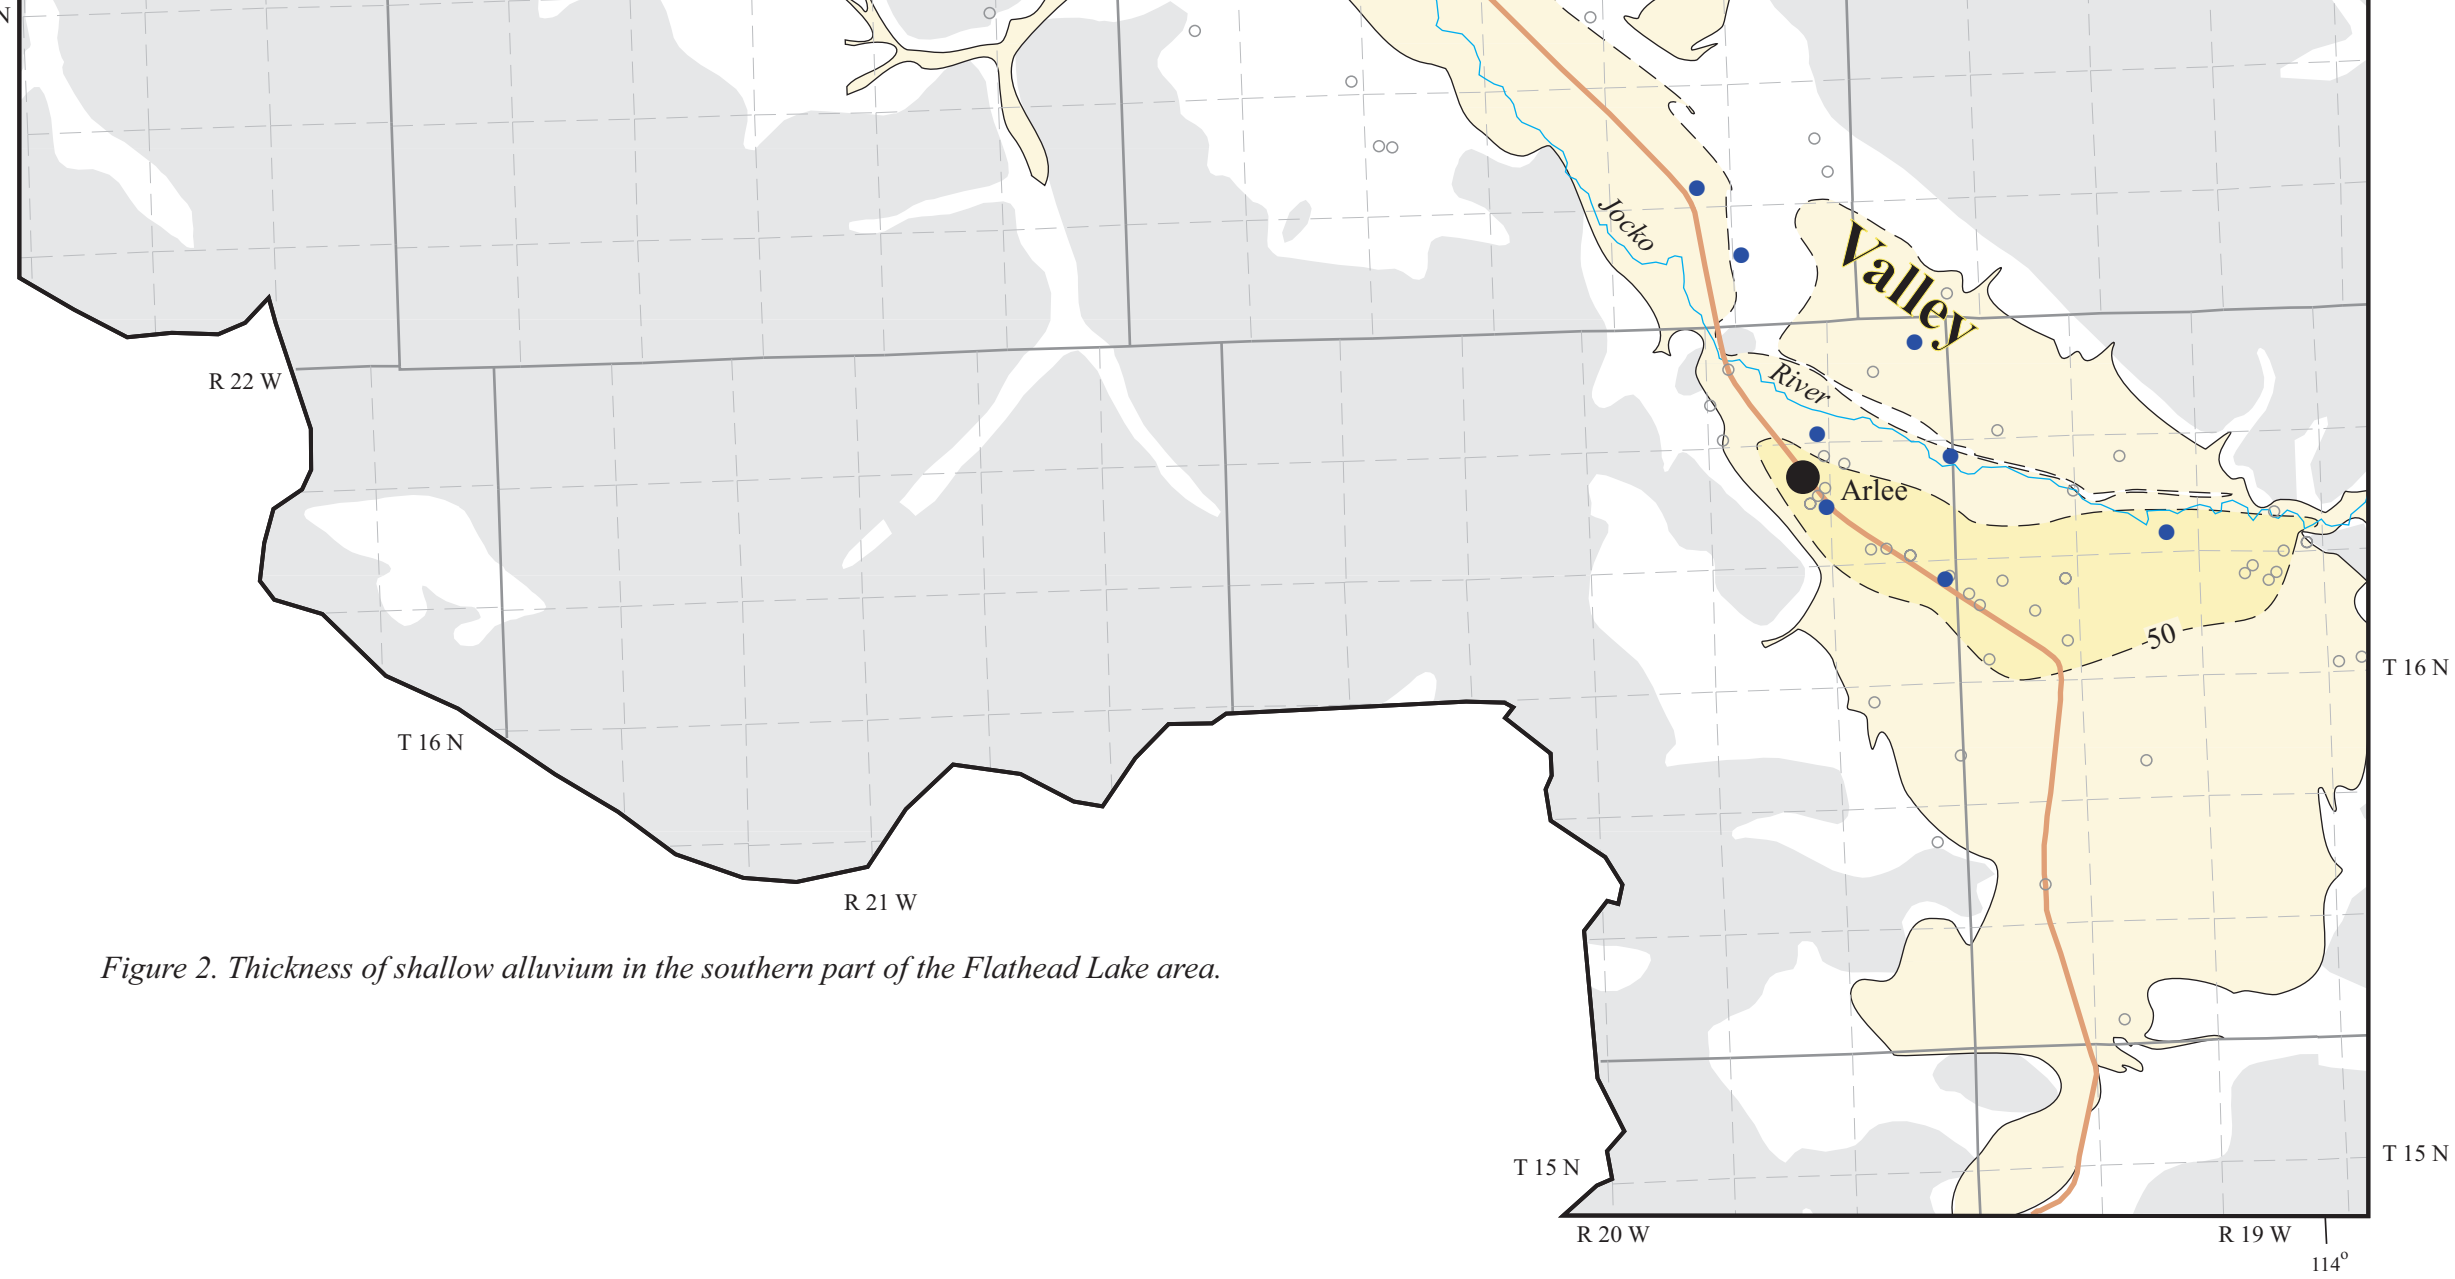 N
Jocko
Valley
River
R 22 W
Arlee
50
T 16 N
T 16 N
R 21 W
Figure 2. Thickness of shallow alluvium in the southern part of the Flathead Lake area.
T 15 N
T 15 N
R 20 W
R 19 W
114°